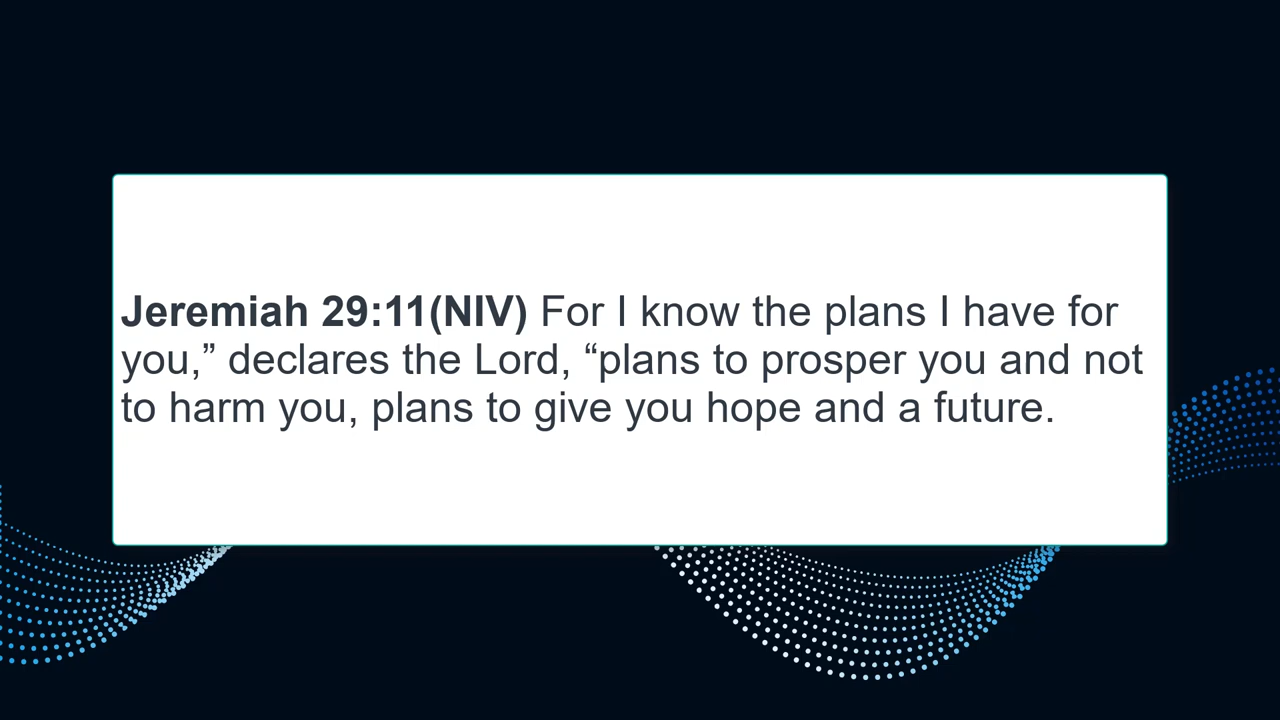 Jeremiah 29:11(NIV) For I know the plans I have for
you,” declares the Lord, “plans to prosper you and not
to harm you, plans to give you hope and a future.